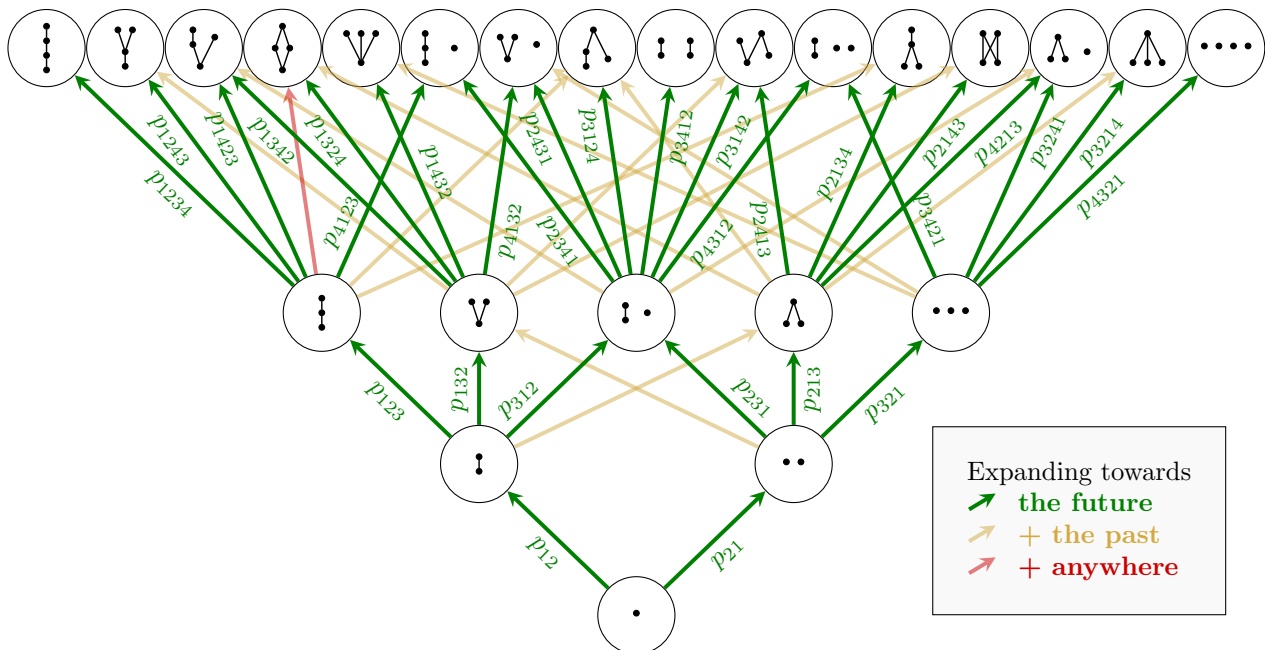 p1243
p1423
p1342
p1324
p2431
p3124
p3412
p3142
p2143
p4213
p3241
p3214
p1234
p4123
p1432
p4132
p2341
p4312
p2413
p2134
p3421
p4321
p123
p132
p312
p231
p213
p321
p12
p21
Expanding towards
the future
+ the past
+ anywhere